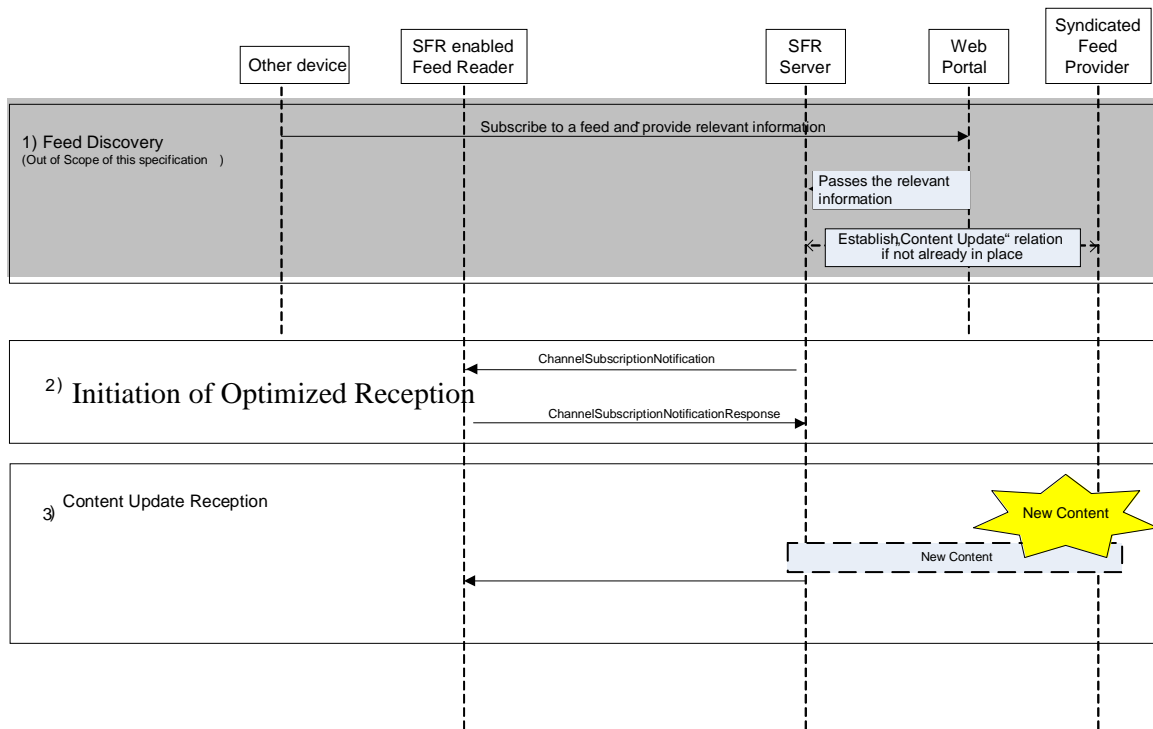 Other device
SFR enabled
Feed Reader
SFR
Server
Web
Portal
Syndicated
Feed
Provider
1) Feed Discovery
(Out of Scope of this specification )
Subscribe to a feed and provide relevant information
Passes the relevant
information
Establish „Content Update“ relation
if not already in place
2) Initiation of Optimized Reception
ChannelSubscriptionNotification
ChannelSubscriptionNotificationResponse
3) Content Update Reception
New Content
New Content